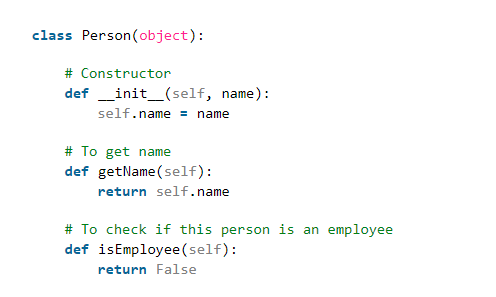 class Person(object):
    # Constructor
    def __init__(self, name):
        self.name = name
    # To get name
    def getName(self):
        return self.name
    # To check if this person is an employee
    def isEmployee(self):
        return False